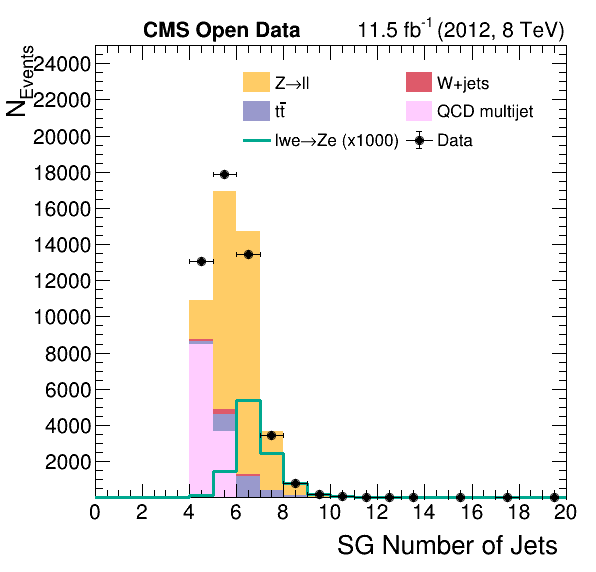 CMS Open Data 11.5 fb⁻¹ (2012, 8 TeV)
N_Events
24000
22000
20000
18000
16000
14000
12000
10000
8000
6000
4000
2000
Z→ll W+jets
tt̄ QCD multijet
lwe→Ze (x1000) Data
0 2 4 6 8 10 12 14 16 18 20
SG Number of Jets